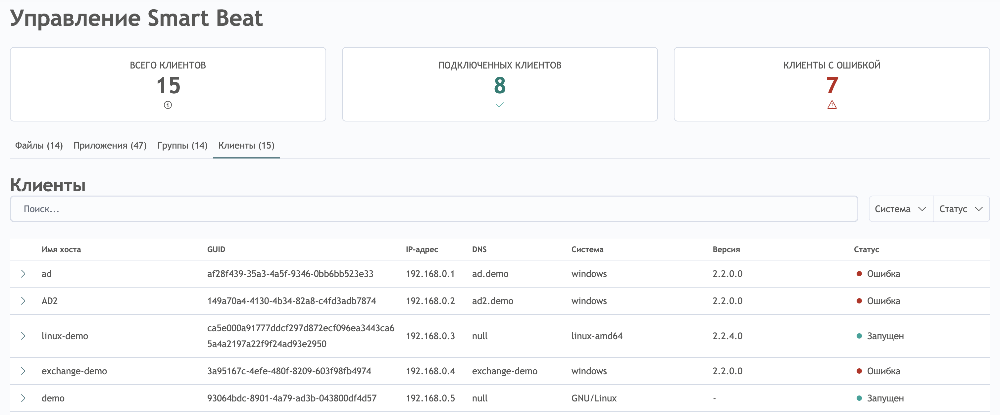 Управление Smart Beat
ВСЕГО КЛИЕНТОВ
15
ПОДКЛЮЧЕННЫХ КЛИЕНТОВ
8
КЛИЕНТЫ С ОШИБКОЙ
7
Файлы (14) Приложения (47) Группы (14) Клиенты (15)
Клиенты
Поиск...
Система Статус
Имя хоста GUID IP-адрес DNS Система Версия Статус
ad af28f439-35a3-4a5f-9346-0bb6bb523e33 192.168.0.1 ad.demo windows 2.2.0.0 Ошибка
AD2 149a70a4-4130-4b34-82a8-c4fd3adb7874 192.168.0.2 ad2.demo windows 2.2.0.0 Ошибка
linux-demo ca5e000a91777ddcf297d872ecf096ea3443ca6 192.168.0.3 null linux-amd64 2.2.4.0 Запущен
5a4a2197a22f9f24ad93e2950
exchange-demo 3a95167c-4efe-480f-8209-603f98fb4974 192.168.0.4 exchange-demo windows 2.2.0.0 Ошибка
demo 93064bdc-8901-4a79-ad3b-043800df4d57 192.168.0.5 null GNU/Linux - Запущен